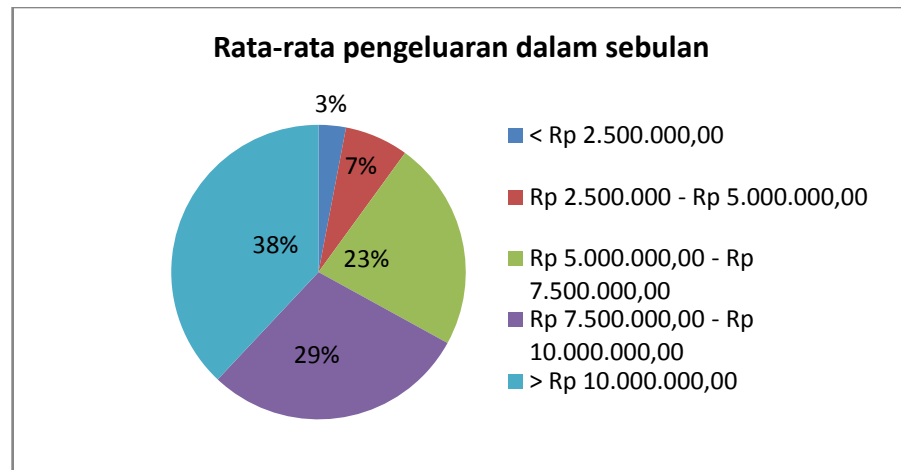 Rata-rata pengeluaran dalam sebulan
3%
7%
23%
29%
38%
< Rp 2.500.000,00
Rp 2.500.000 - Rp 5.000.000,00
Rp 5.000.000,00 - Rp
7.500.000,00
Rp 7.500.000,00 - Rp
10.000.000,00
> Rp 10.000.000,00